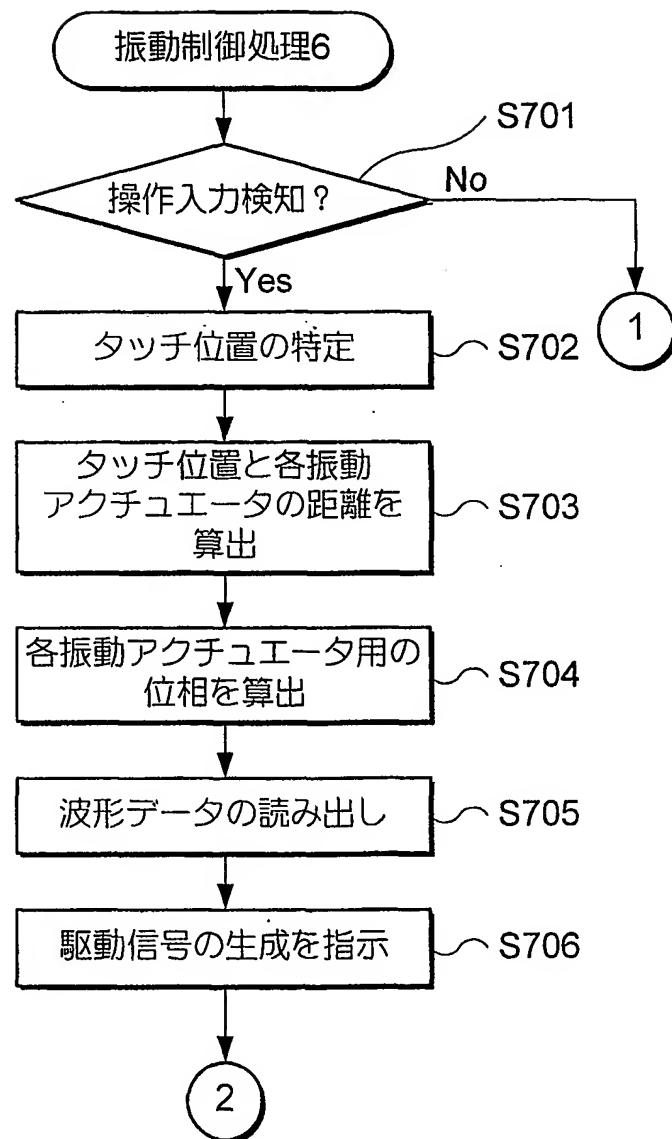 振動制御処理6
S701
操作入力検知？
No
Yes
1
タッチ位置の特定
S702
タッチ位置と各振動
アクチュエータの距離を
算出
S703
各振動アクチュエータ用の
位相を算出
S704
波形データの読み出し
S705
駆動信号の生成を指示
S706
2